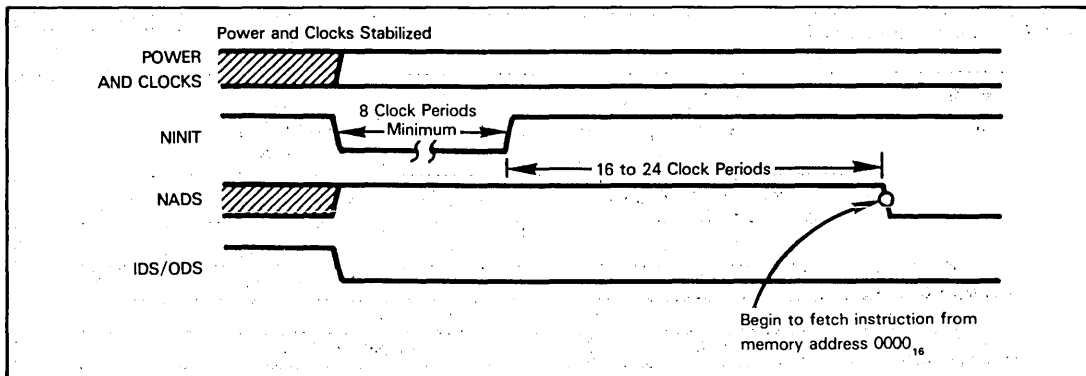 Power and Clocks Stabilized
POWER
AND CLOCKS
8 Clock Periods
Minimum
NINIT
16 to 24 Clock Periods
NADS
IDS/ODS
Begin to fetch instruction from
memory address 0000₁₆